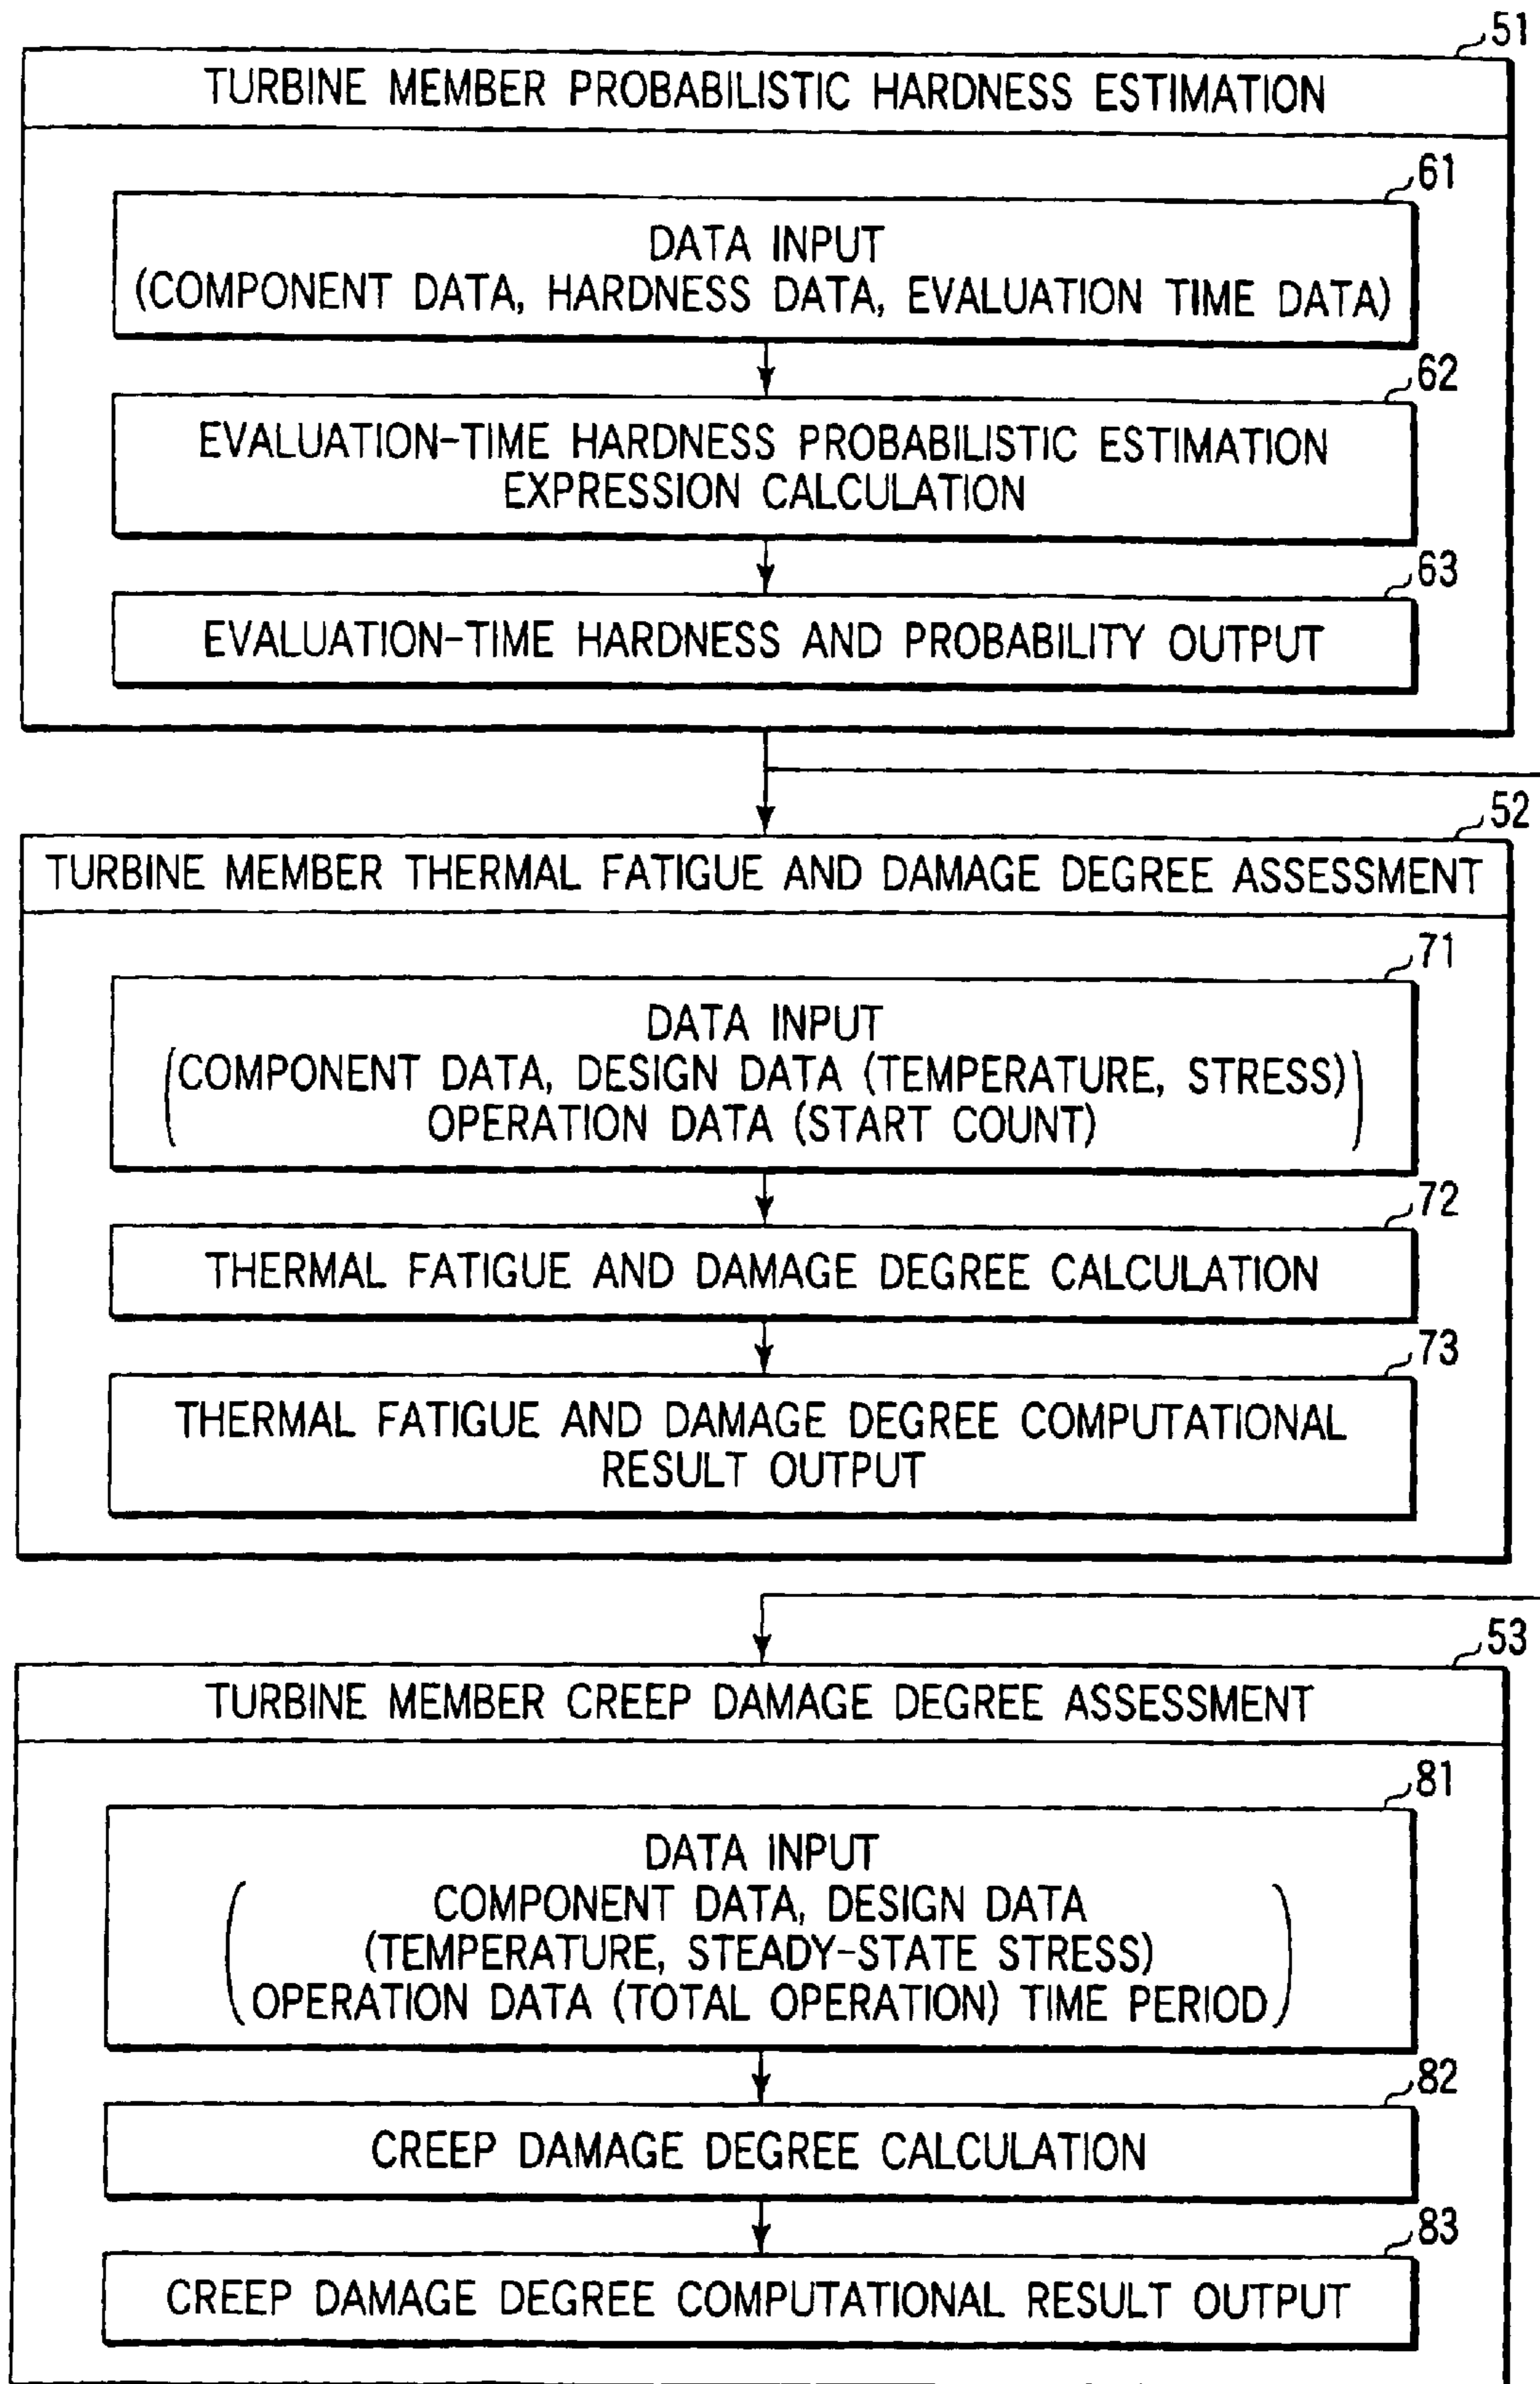 51
TURBINE MEMBER PROBABILISTIC HARDNESS ESTIMATION
61
DATA INPUT
(COMPONENT DATA, HARDNESS DATA, EVALUATION TIME DATA)
62
EVALUATION-TIME HARDNESS PROBABILISTIC ESTIMATION
EXPRESSION CALCULATION
63
EVALUATION-TIME HARDNESS AND PROBABILITY OUTPUT
52
TURBINE MEMBER THERMAL FATIGUE AND DAMAGE DEGREE ASSESSMENT
71
DATA INPUT
(COMPONENT DATA, DESIGN DATA (TEMPERATURE, STRESS)
OPERATION DATA (START COUNT))
72
THERMAL FATIGUE AND DAMAGE DEGREE CALCULATION
73
THERMAL FATIGUE AND DAMAGE DEGREE COMPUTATIONAL
RESULT OUTPUT
53
TURBINE MEMBER CREEP DAMAGE DEGREE ASSESSMENT
81
DATA INPUT
(COMPONENT DATA, DESIGN DATA
(TEMPERATURE, STEADY-STATE STRESS)
OPERATION DATA (TOTAL OPERATION) TIME PERIOD)
82
CREEP DAMAGE DEGREE CALCULATION
83
CREEP DAMAGE DEGREE COMPUTATIONAL RESULT OUTPUT